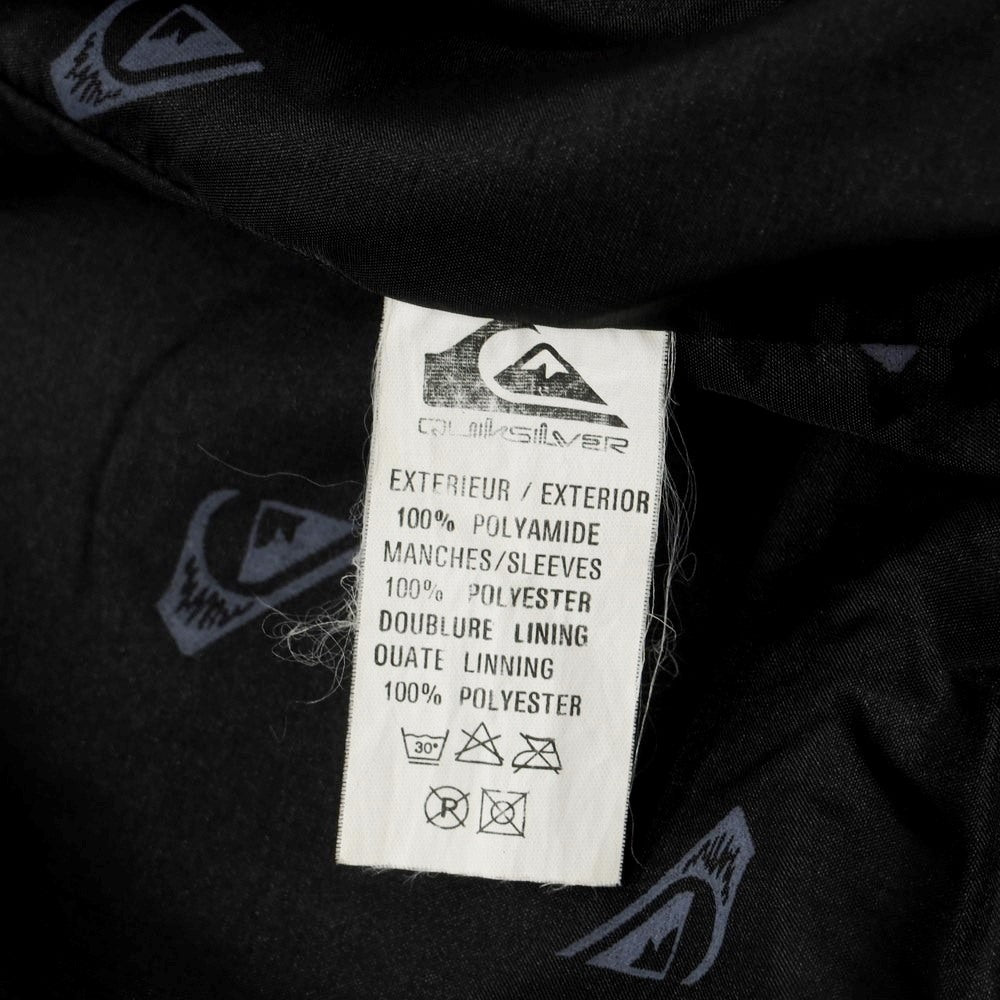 QUIKSILVER
EXTERIEUR / EXTERIOR
100% POLYAMIDE
MANCHES/SLEEVES
100% POLYESTER
DOUBLURE LINING
OUATE LINNING
100% POLYESTER
30°
R